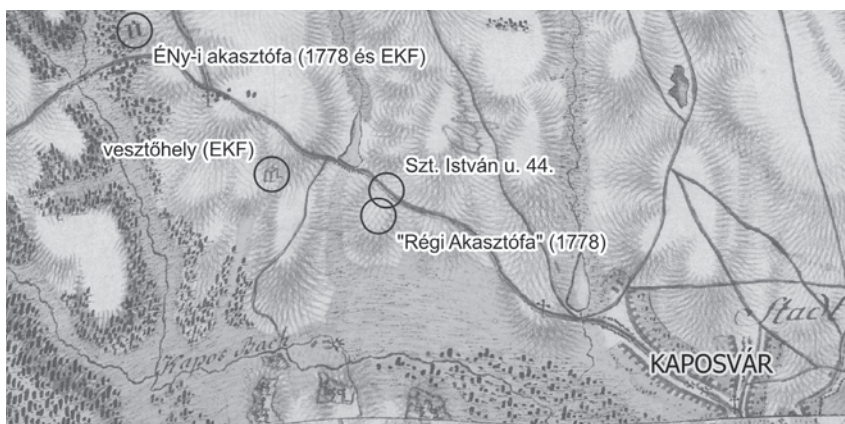 ÉNy-i akasztófa (1778 és EKF)
vesztőhely (EKF)
Szt. István u. 44.
"Régi Akasztófa" (1778)
Kapos Bach
KAPOSVÁR